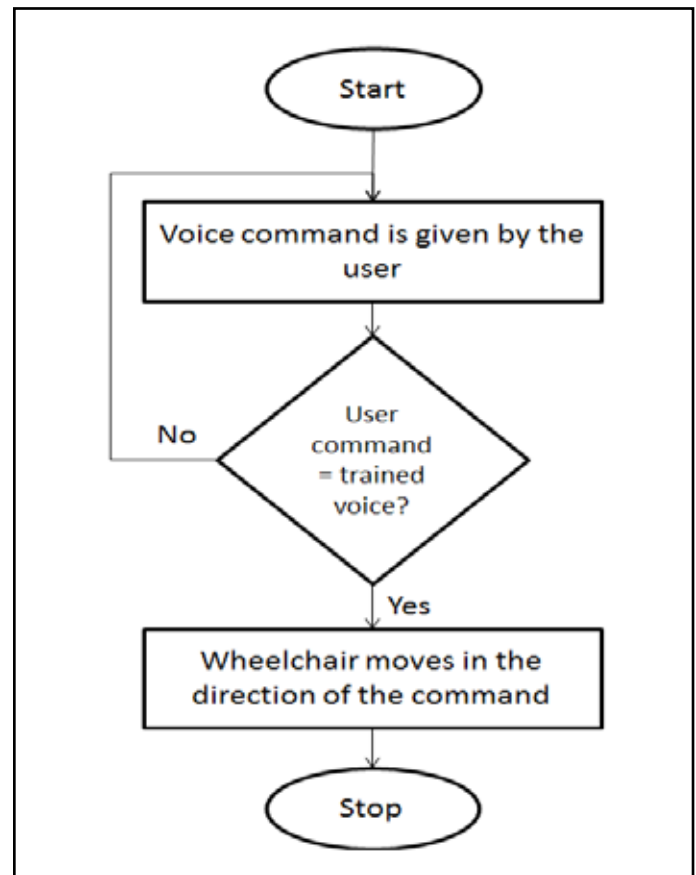 Start
Voice command is given by the
user
User
command
= trained
voice?
No
Yes
Wheelchair moves in the
direction of the command
Stop